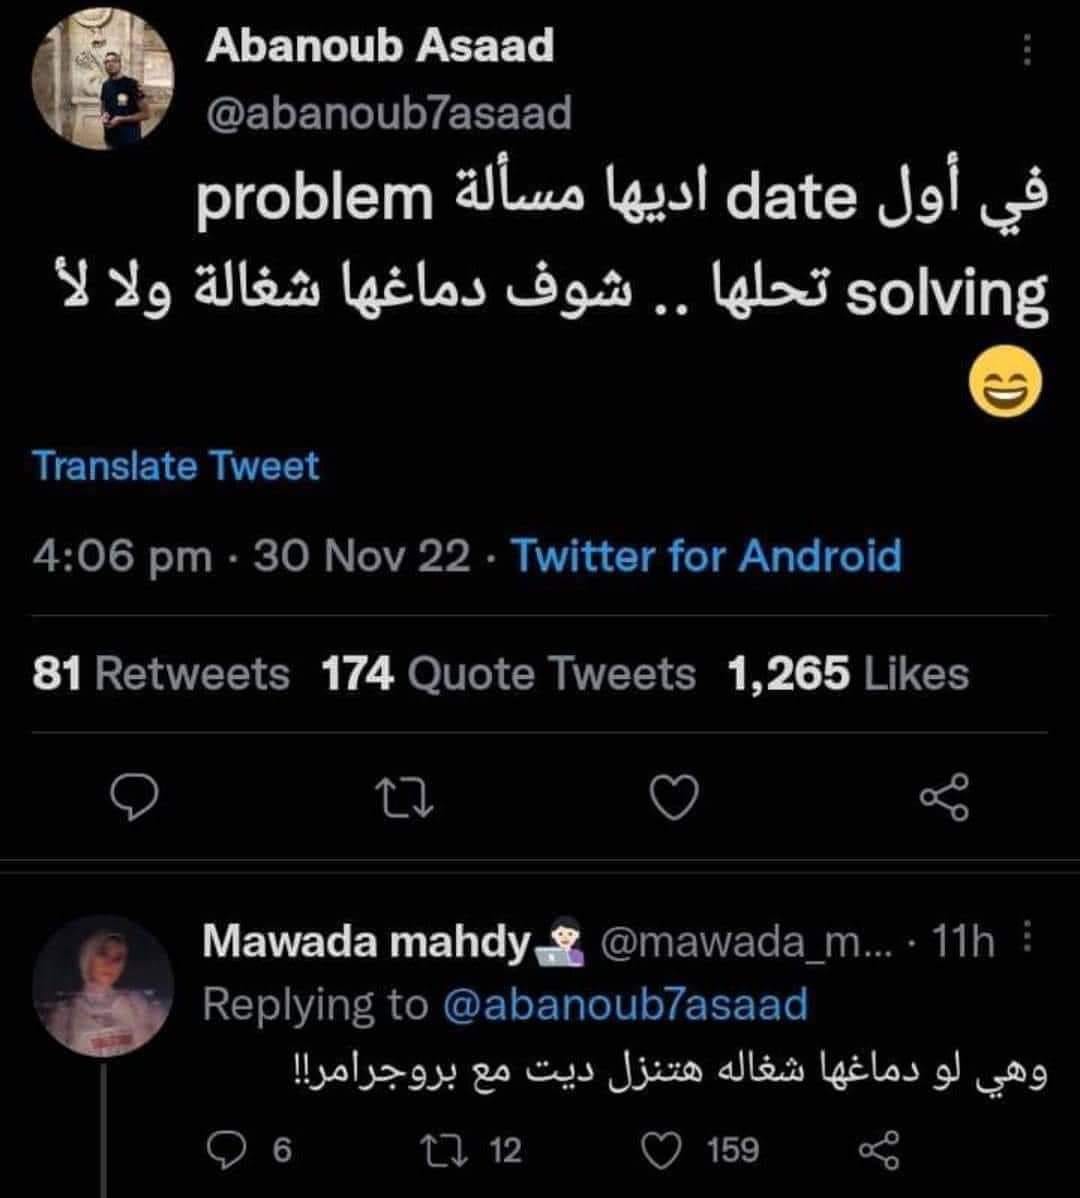 Abanoub Asaad
@abanoub7asaad
في أول date اديها مسألة problem
solving تحلها .. شوف دماغها شغالة ولا لأ
😄
Translate Tweet
4:06 pm · 30 Nov 22 · Twitter for Android
81 Retweets 174 Quote Tweets 1,265 Likes
Mawada mahdy👩🏻‍💻 @mawada_m... · 11h
Replying to @abanoub7asaad
وهي لو دماغها شغاله هتنزل ديت مع بروجرامر!!
6 12 159